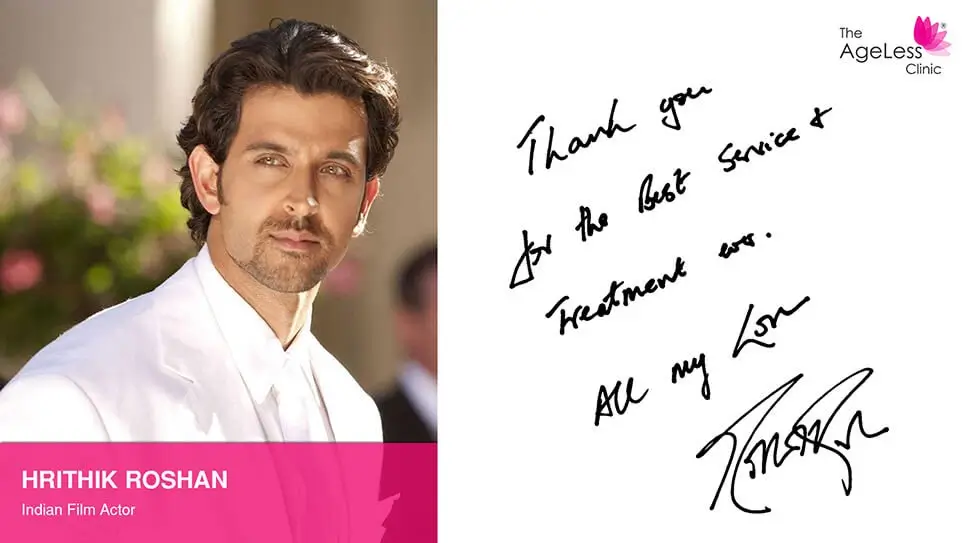 The
AgeLess
Clinic
Thank you
for the Best Service &
Treatment ever.
All my Love
HRITHIK ROSHAN
Indian Film Actor